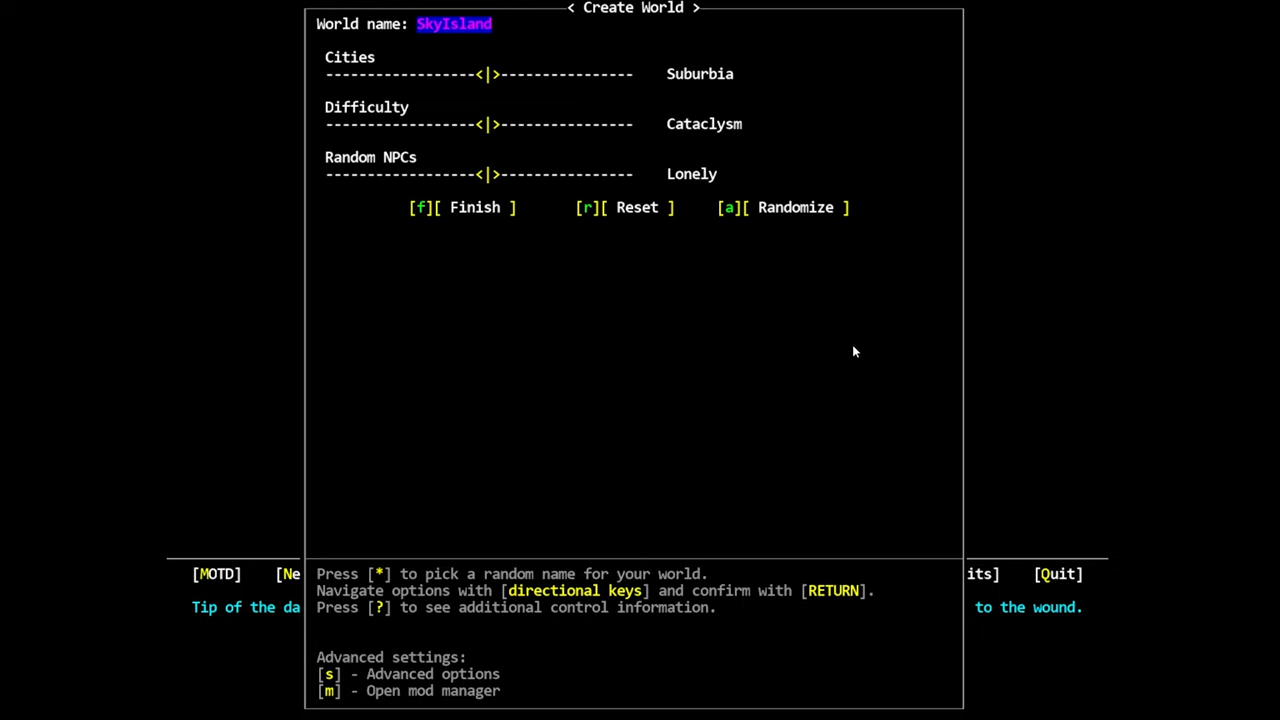 < Create World >
World name: SkyIsland
Cities
------------------<|>---------------- Suburbia
Difficulty
------------------<|>---------------- Cataclysm
Random NPCs
------------------<|>---------------- Lonely
[f][ Finish ] [r][ Reset ] [a][ Randomize ]
[MOTD] [Ne Press [*] to pick a random name for your world. its] [Quit]
Navigate options with [directional keys] and confirm with [RETURN].
Tip of the da Press [?] to see additional control information. to the wound.
Advanced settings:
[s] - Advanced options
[m] - Open mod manager